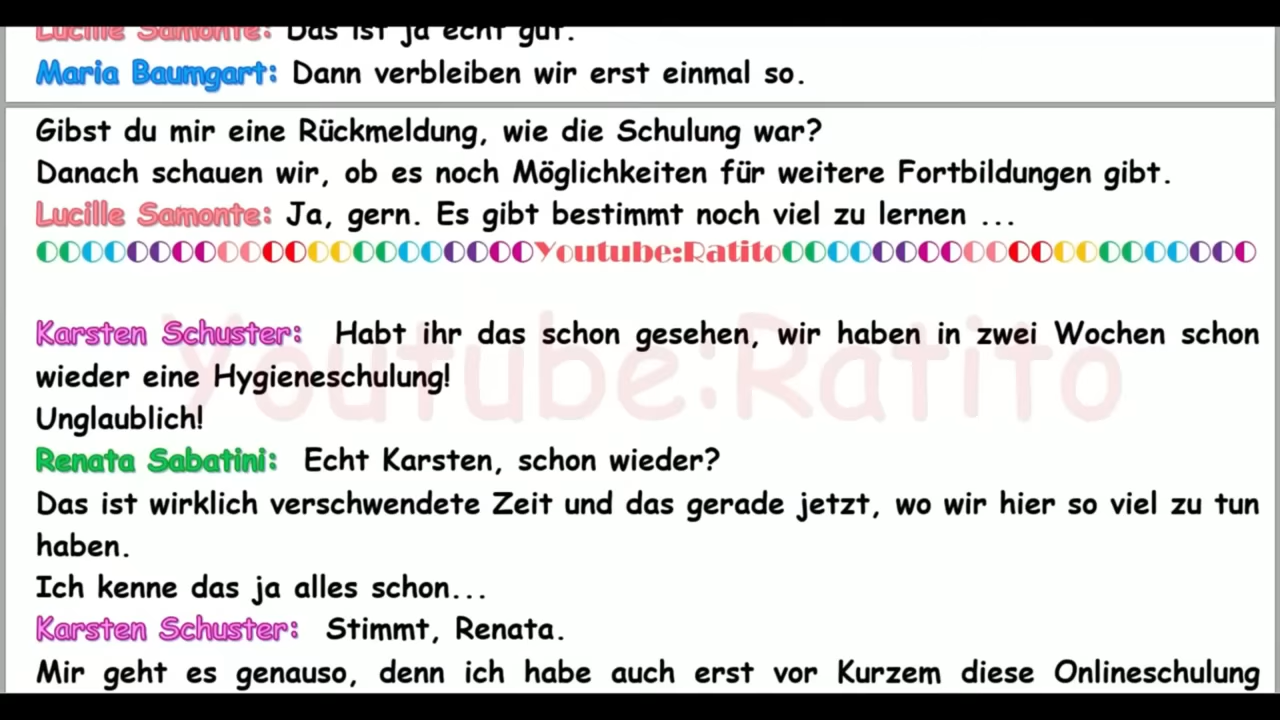 Lucille Samonte: Das ist ja echt gut.
Maria Baumgart: Dann verbleiben wir erst einmal so.
Gibst du mir eine Rückmeldung, wie die Schulung war?
Danach schauen wir, ob es noch Möglichkeiten für weitere Fortbildungen gibt.
Lucille Samonte: Ja, gern. Es gibt bestimmt noch viel zu lernen ...
Youtube:Ratito
Youtube:Ratito
Karsten Schuster: Habt ihr das schon gesehen, wir haben in zwei Wochen schon
wieder eine Hygieneschulung!
Unglaublich!
Renata Sabatini: Echt Karsten, schon wieder?
Das ist wirklich verschwendete Zeit und das gerade jetzt, wo wir hier so viel zu tun
haben.
Ich kenne das ja alles schon...
Karsten Schuster: Stimmt, Renata.
Mir geht es genauso, denn ich habe auch erst vor Kurzem diese Onlineschulung